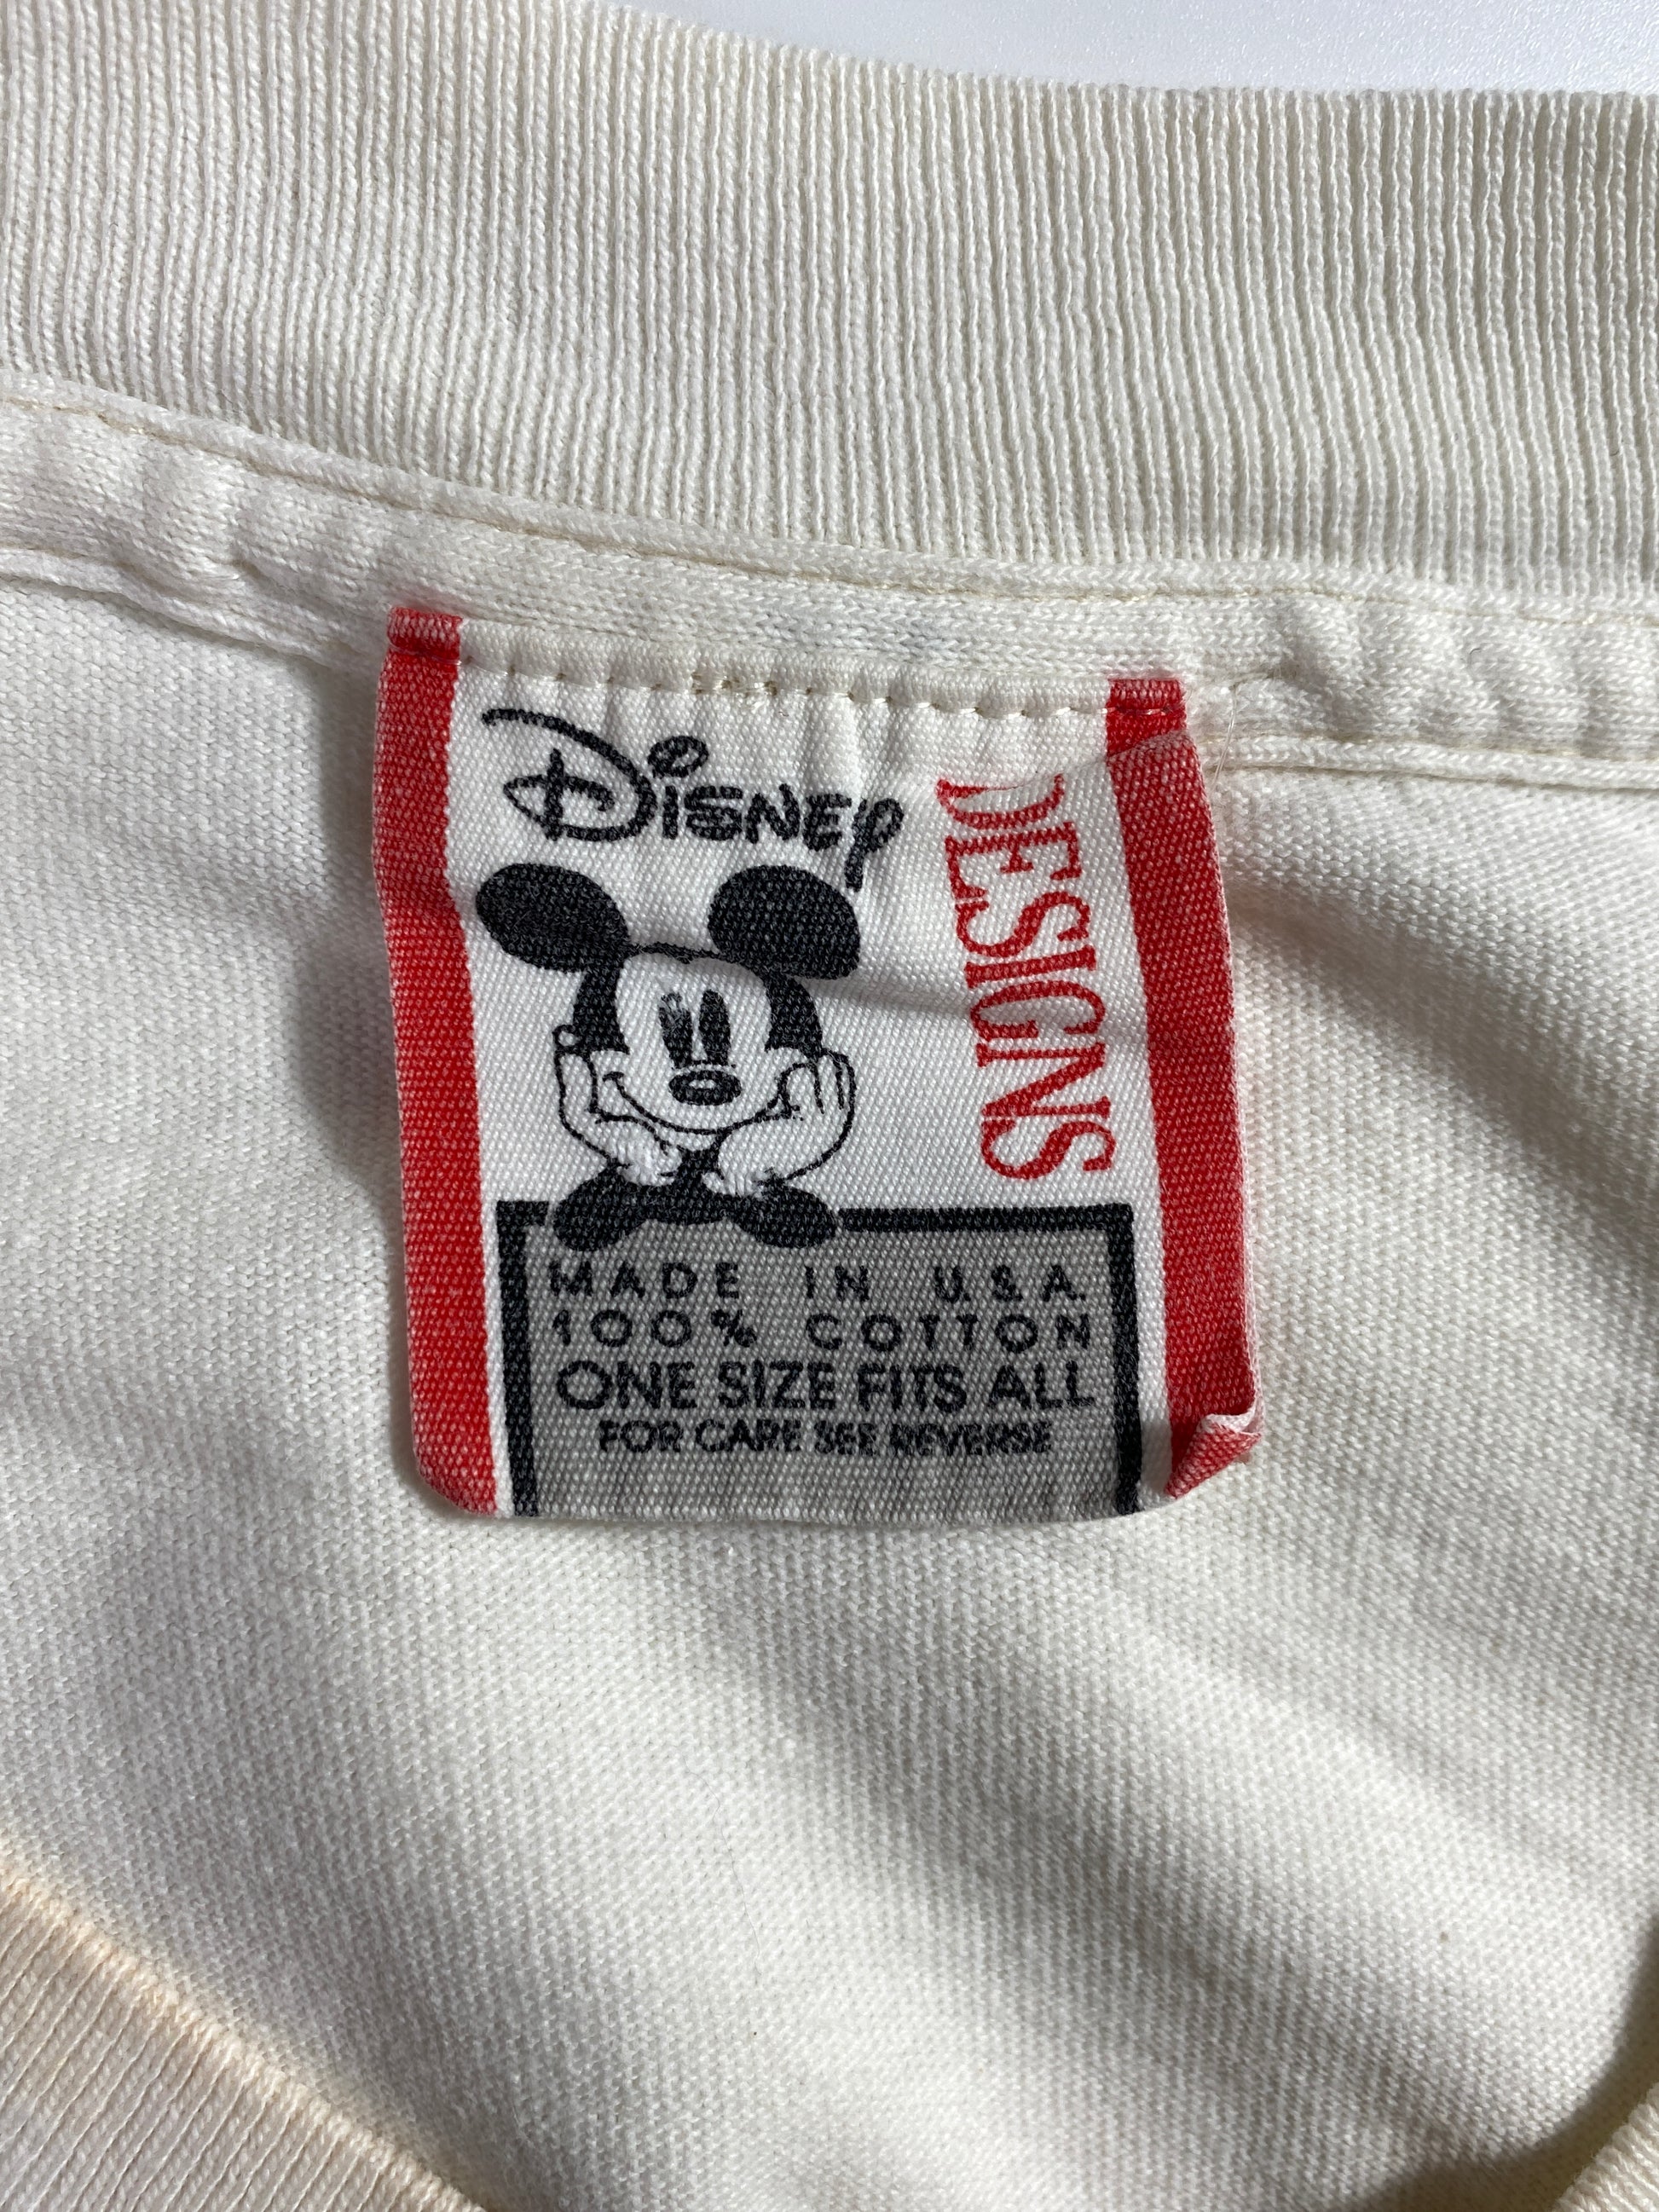 Disney
DESIGNS
MADE IN U.S.A.
100% COTTON
ONE SIZE FITS ALL
FOR CARE SEE REVERSE